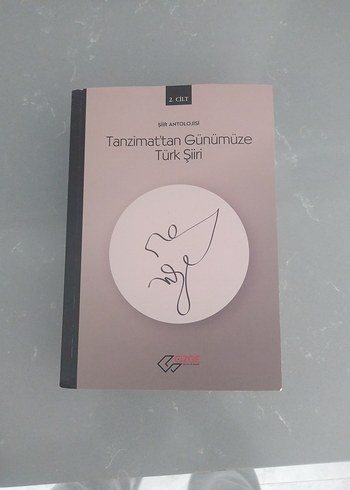 2. CİLT
ŞİİR ANTOLOJİSİ
Tanzimat'tan Günümüze
Türk Şiiri